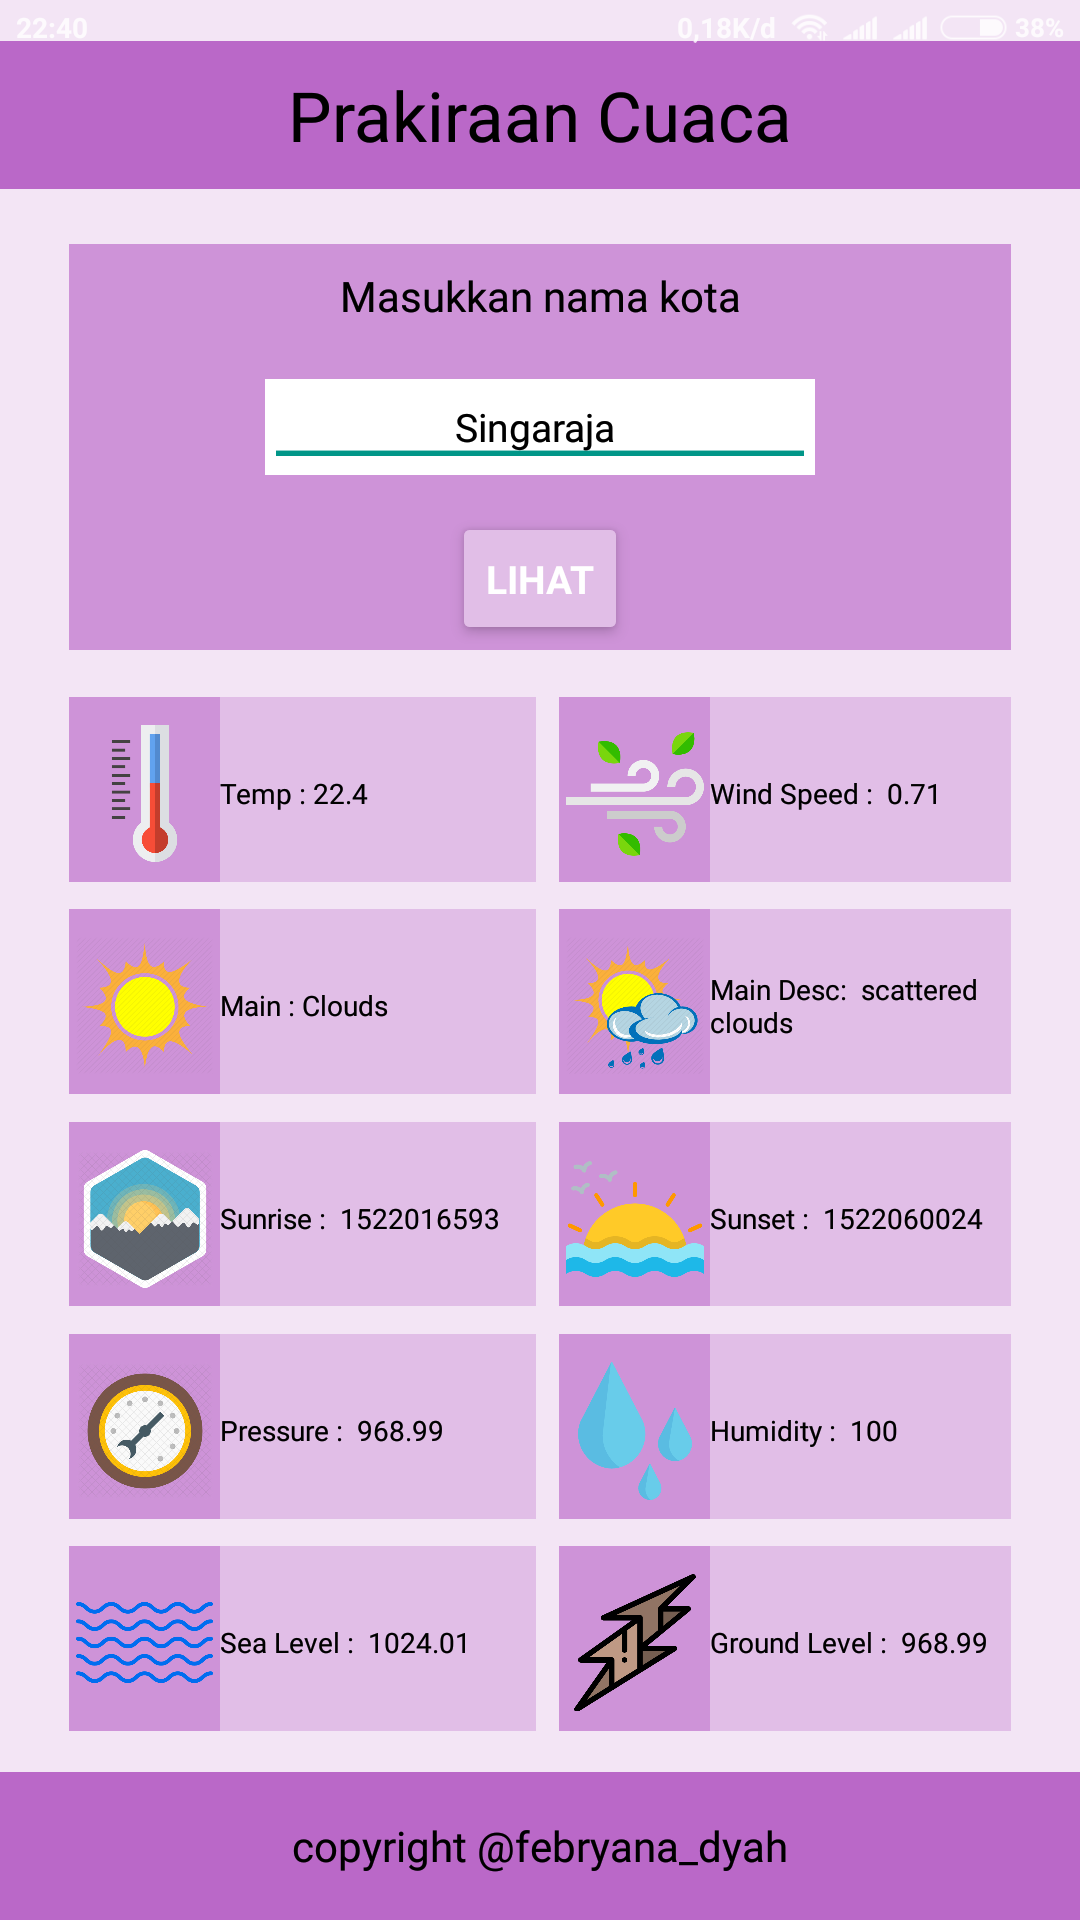 22:40 0,18K/d 38%
Prakiraan Cuaca
Masukkan nama kota
Singaraja
LIHAT
Temp : 22.4
Wind Speed :  0.71
Main : Clouds
Main Desc:  scattered
clouds
Sunrise :  1522016593
Sunset :  1522060024
Pressure :  968.99
Humidity :  100
Sea Level :  1024.01
Ground Level :  968.99
copyright @febryana_dyah